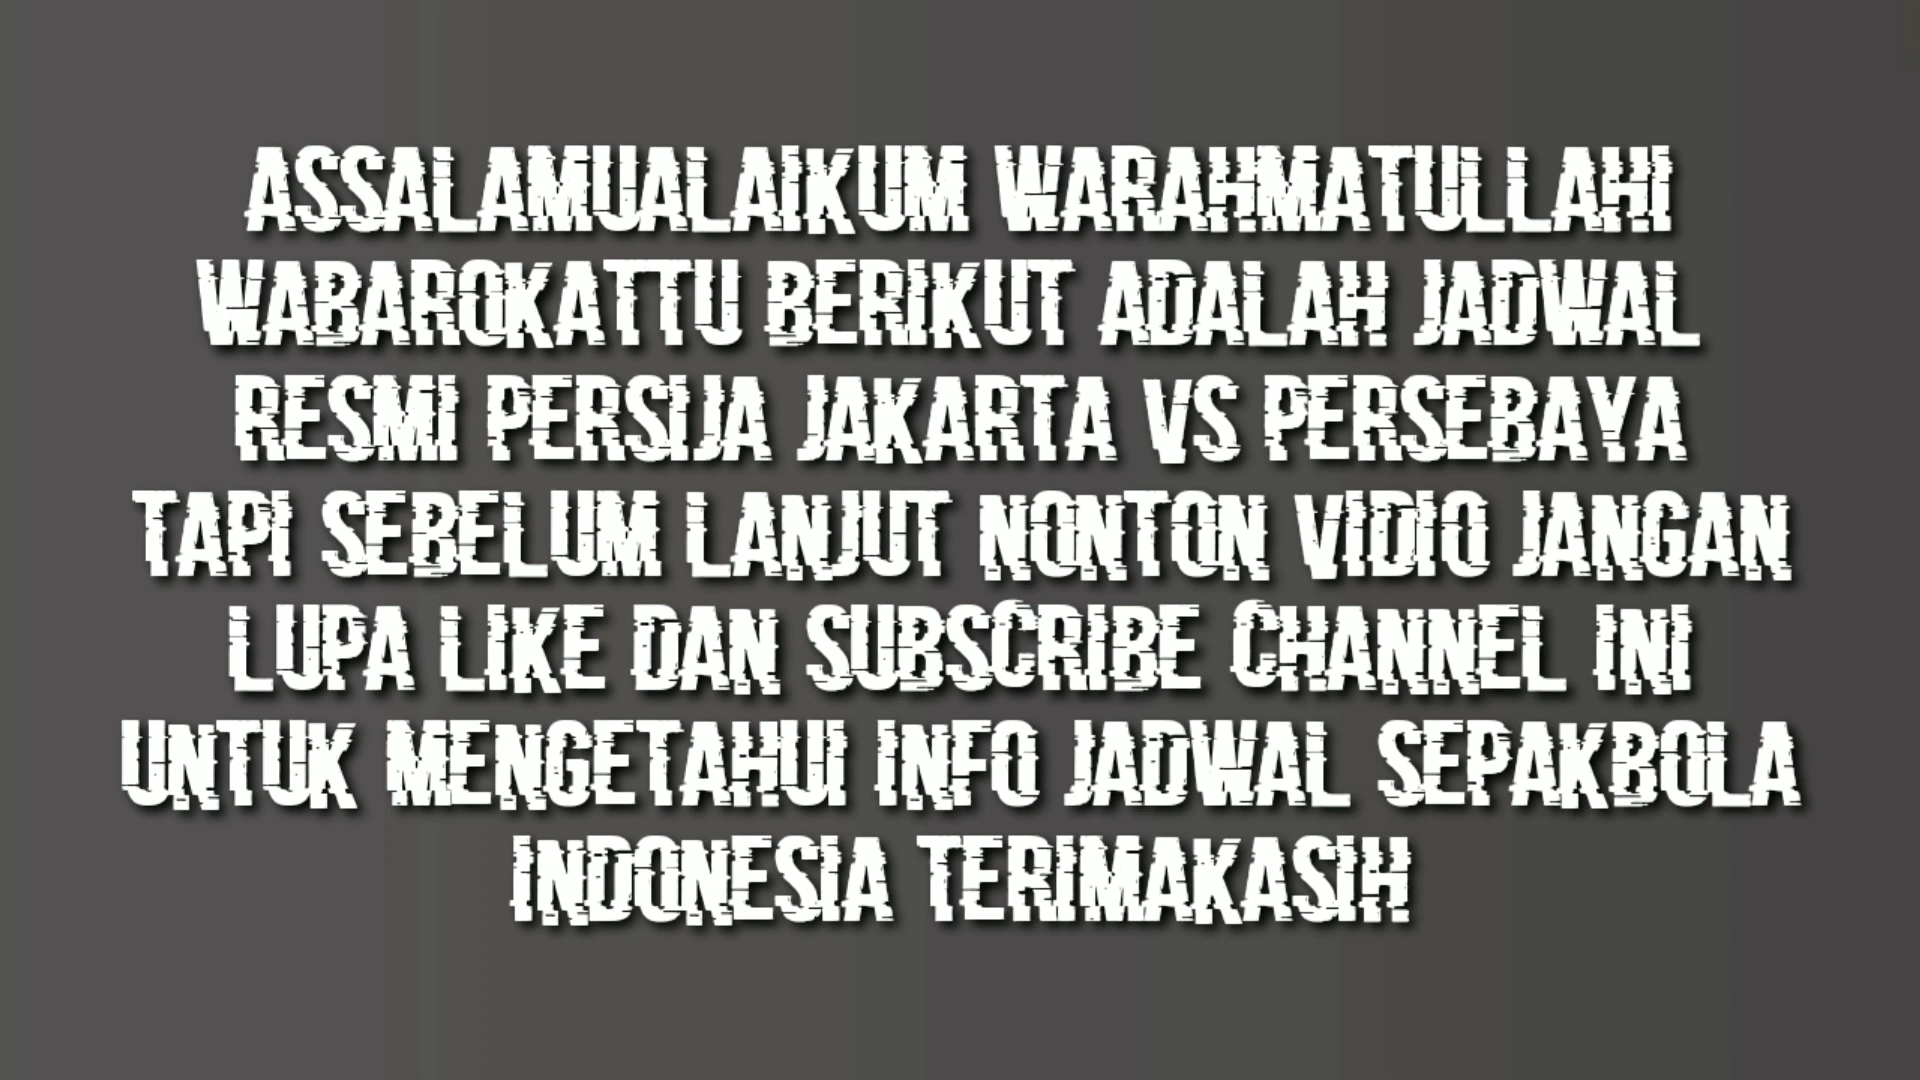 ASSALAMUALAIKUM WARAHMATULLAHI
WABAROKATTU BERIKUT ADALAH JADWAL
RESMI PERSIJA JAKARTA VS PERSEBAYA
TAPI SEBELUM LANJUT NONTON VIDIO JANGAN
LUPA LIKE DAN SUBSCRIBE CHANNEL INI
UNTUK MENGETAHUI INFO JADWAL SEPAKBOLA
INDONESIA TERIMAKASIH